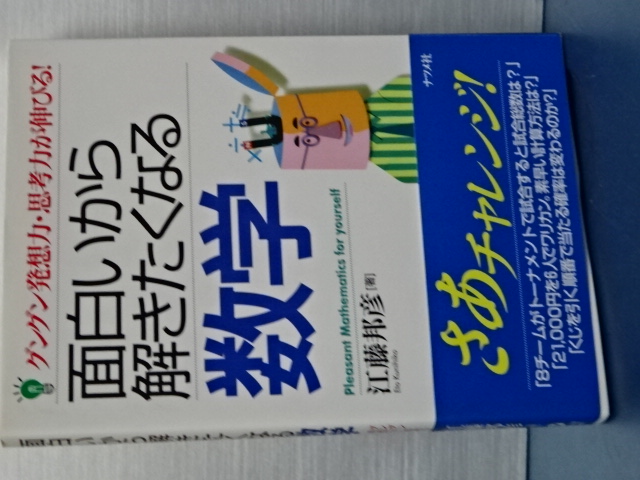 グングン発想力・思考力が伸びる!
面白いから
解きたくなる
数学
Pleasant Mathematics for yourself
江藤邦彦[著]
Eto Kunihiko
さあチャレンジ!
「8チームがトーナメントで試合すると試合総数は?」
「21,000円を6人でワリカン。素早い計算方法は?」
「くじを引く順番で当たる確率は変わるのか?」
ナツメ社